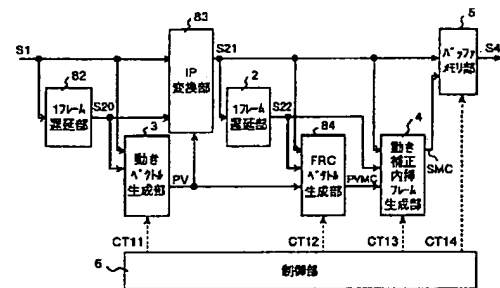 83
5
S1
S21
S4
82
IP
変換部
2
バッファ
メモリ部
1フレーム
遅延部
S20
1フレーム
遅延部
S22
3
84
4
動き
ベクトル
生成部
PV
FRC
ベクトル
生成部
PVMC
動き
補正
内挿
フレーム
生成部
SMC
CT11
CT12
CT13
CT14
6
制御部